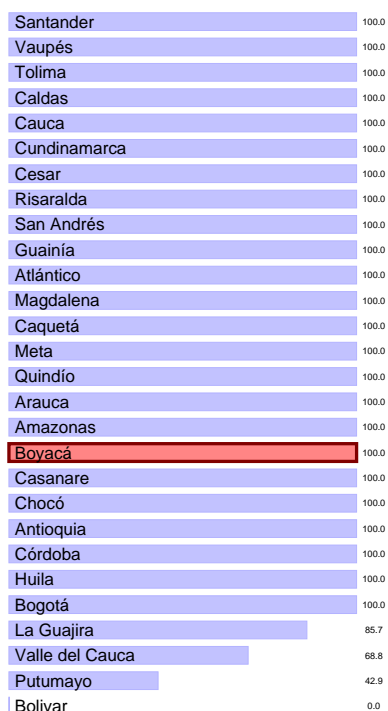 Santander 100.0
Vaupés 100.0
Tolima 100.0
Caldas 100.0
Cauca 100.0
Cundinamarca 100.0
Cesar 100.0
Risaralda 100.0
San Andrés 100.0
Guainía 100.0
Atlántico 100.0
Magdalena 100.0
Caquetá 100.0
Meta 100.0
Quindío 100.0
Arauca 100.0
Amazonas 100.0
Boyacá 100.0
Casanare 100.0
Chocó 100.0
Antioquia 100.0
Córdoba 100.0
Huila 100.0
Bogotá 100.0
La Guajira 85.7
Valle del Cauca 68.8
Putumayo 42.9
Bolivar 0.0